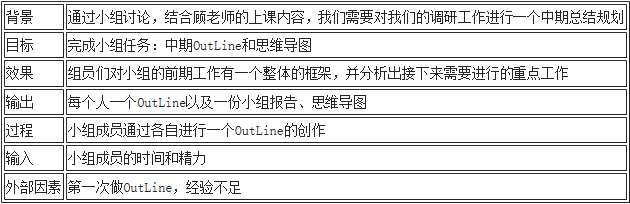 背景 通过小组讨论，结合顾老师的上课内容，我们需要对我们的调研工作进行一个中期总结规划
目标 完成小组任务：中期OutLine和思维导图
效果 组员们对小组的前期工作有一个整体的框架，并分析出接下来需要进行的重点工作
输出 每个人一个OutLine以及一份小组报告、思维导图
过程 小组成员通过各自进行一个OutLine的创作
输入 小组成员的时间和精力
外部因素 第一次做OutLine，经验不足